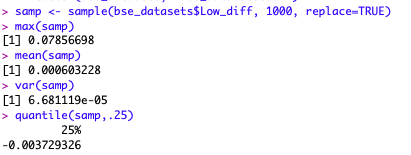 > samp <- sample(bse_datasets$Low_diff, 1000, replace=TRUE)
> max(samp)
[1] 0.07856698
> mean(samp)
[1] 0.000603228
> var(samp)
[1] 6.681119e-05
> quantile(samp,.25)
25%
-0.003729326